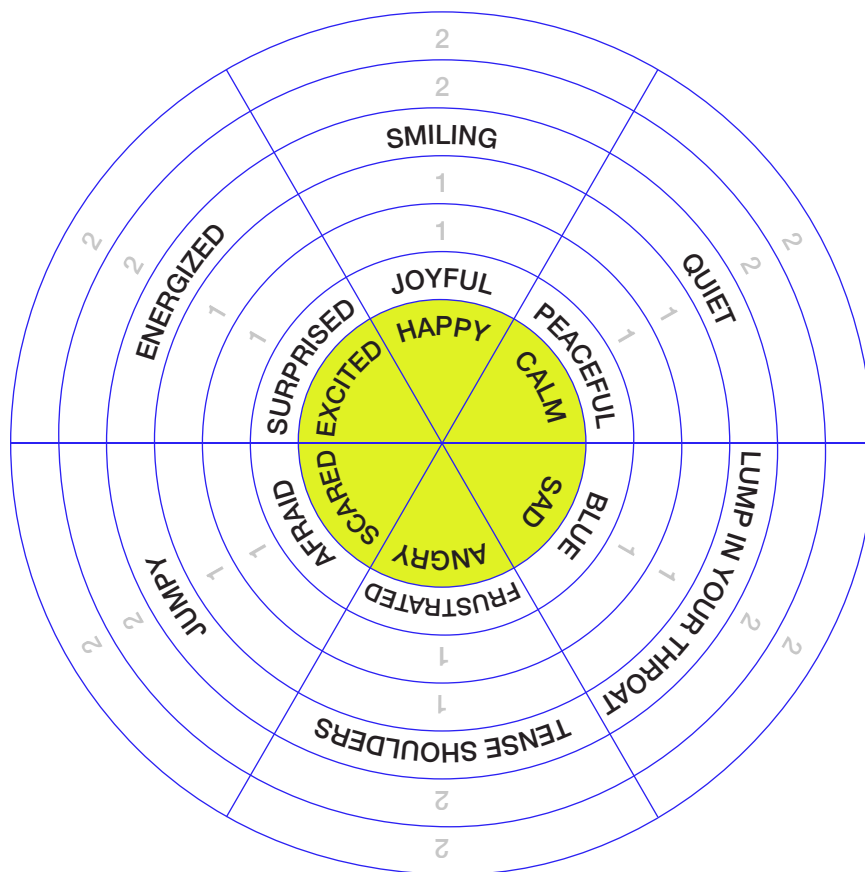 2
2
SMILING
1
1
JOYFUL
HAPPY
2
2
QUIET
1
1
PEACEFUL
CALM
2
2
LUMP IN YOUR THROAT
1
1
BLUE
SAD
2
2
TENSE SHOULDERS
1
1
FRUSTRATED
ANGRY
2
2
JUMPY
1
1
AFRAID
SCARED
2
2
ENERGIZED
1
1
SURPRISED
EXCITED